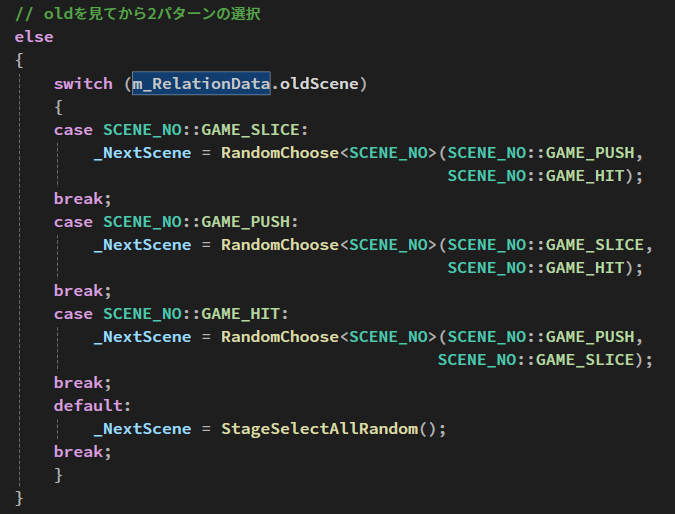 // oldを見てから2パターンの選択
else
{
    switch (m_RelationData.oldScene)
    {
    case SCENE_NO::GAME_SLICE:
        _NextScene = RandomChoose<SCENE_NO>(SCENE_NO::GAME_PUSH,
                                            SCENE_NO::GAME_HIT);
    break;
    case SCENE_NO::GAME_PUSH:
        _NextScene = RandomChoose<SCENE_NO>(SCENE_NO::GAME_SLICE,
                                            SCENE_NO::GAME_HIT);
    break;
    case SCENE_NO::GAME_HIT:
        _NextScene = RandomChoose<SCENE_NO>(SCENE_NO::GAME_PUSH,
                                           SCENE_NO::GAME_SLICE);
    break;
    default:
        _NextScene = StageSelectAllRandom();
    break;
    }
}